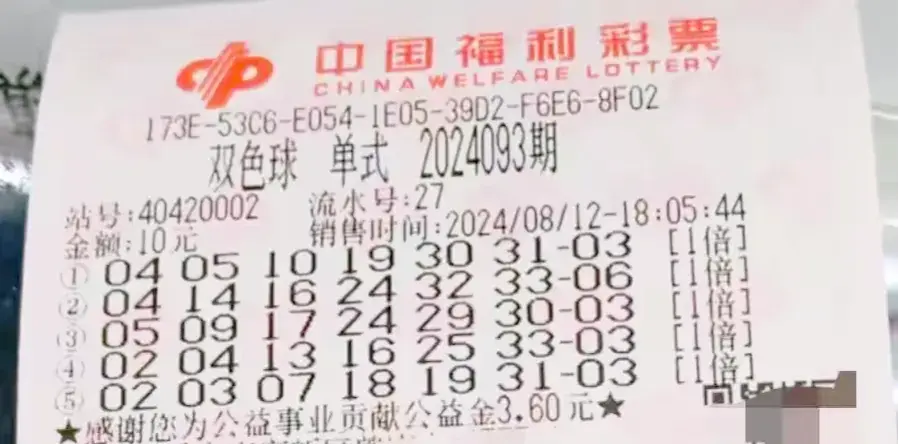 中国福利彩票
CHINA WELFARE LOTTERY
173E-53C6-E054-1E05-39D2-F6E6-8F02
双色球 单式 2024093期
站号:40420002 流水号:27
金额:10元 销售时间:2024/08/12-18:05:44
① 04 05 10 19 30 31-03 [1倍]
② 04 14 16 24 32 33-06 [1倍]
③ 05 09 17 24 29 30-03 [1倍]
④ 02 04 13 16 25 33-03 [1倍]
⑤ 02 03 07 18 19 31-03 [1倍]
★感谢您为公益事业贡献公益金3.60元★